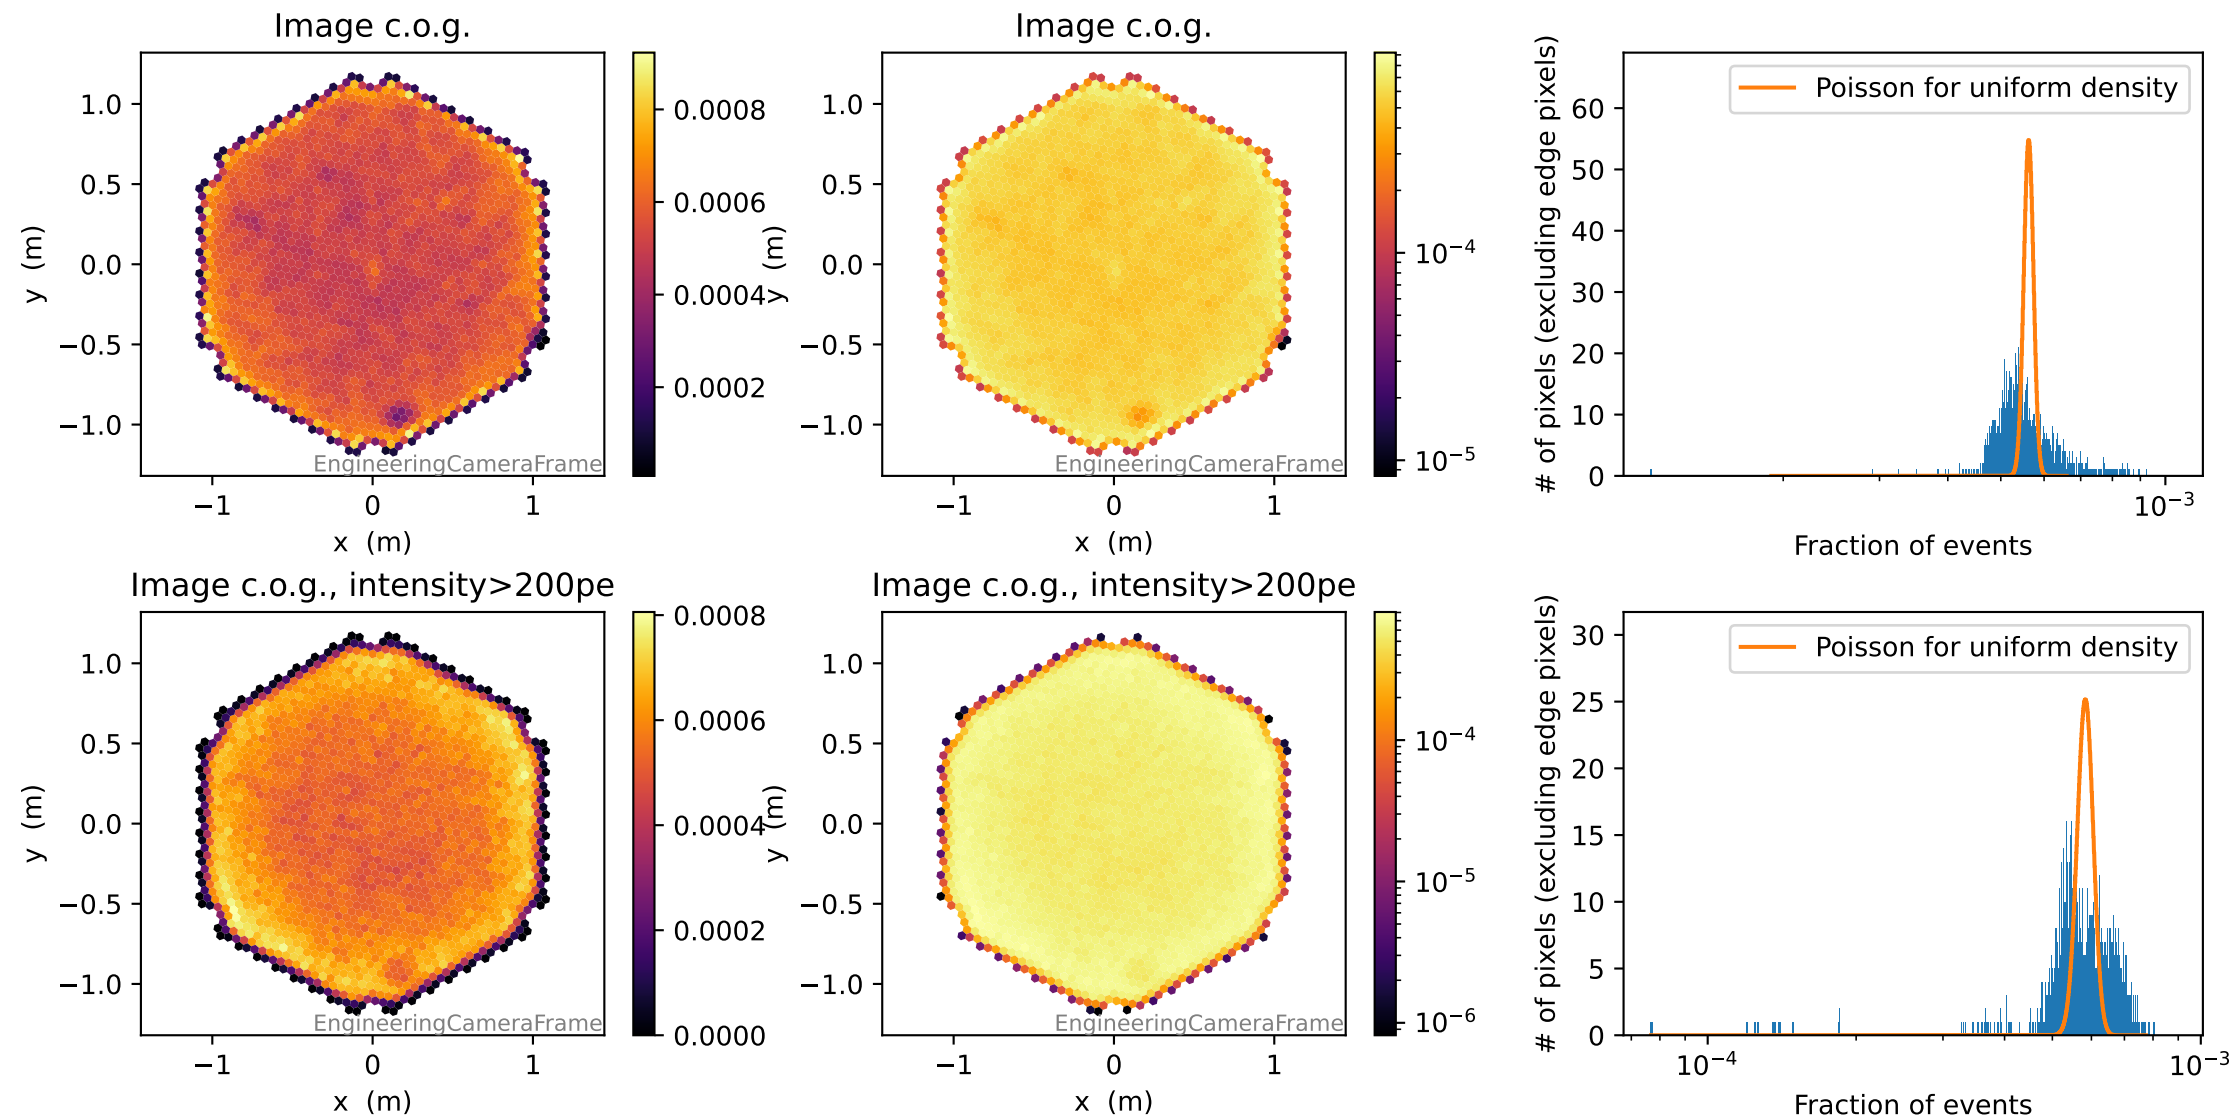 Image c.o.g.
1.0
0.5
0.0
−0.5
−1.0
y (m)
−1
0
1
x (m)
EngineeringCameraFrame
0.0008
0.0006
0.0004
0.0002
Image c.o.g.
1.0
0.5
0.0
−0.5
−1.0
y (m)
−1
0
1
x (m)
EngineeringCameraFrame
10⁻⁴
10⁻⁵
# of pixels (excluding edge pixels)
60
50
40
30
20
10
0
Poisson for uniform density
10⁻³
Fraction of events
Image c.o.g., intensity>200pe
1.0
0.5
0.0
−0.5
−1.0
y (m)
−1
0
1
x (m)
EngineeringCameraFrame
0.0008
0.0006
0.0004
0.0002
0.0000
Image c.o.g., intensity>200pe
1.0
0.5
0.0
−0.5
−1.0
y (m)
−1
0
1
x (m)
EngineeringCameraFrame
10⁻⁴
10⁻⁵
10⁻⁶
# of pixels (excluding edge pixels)
30
25
20
15
10
5
0
Poisson for uniform density
10⁻⁴
10⁻³
Fraction of events